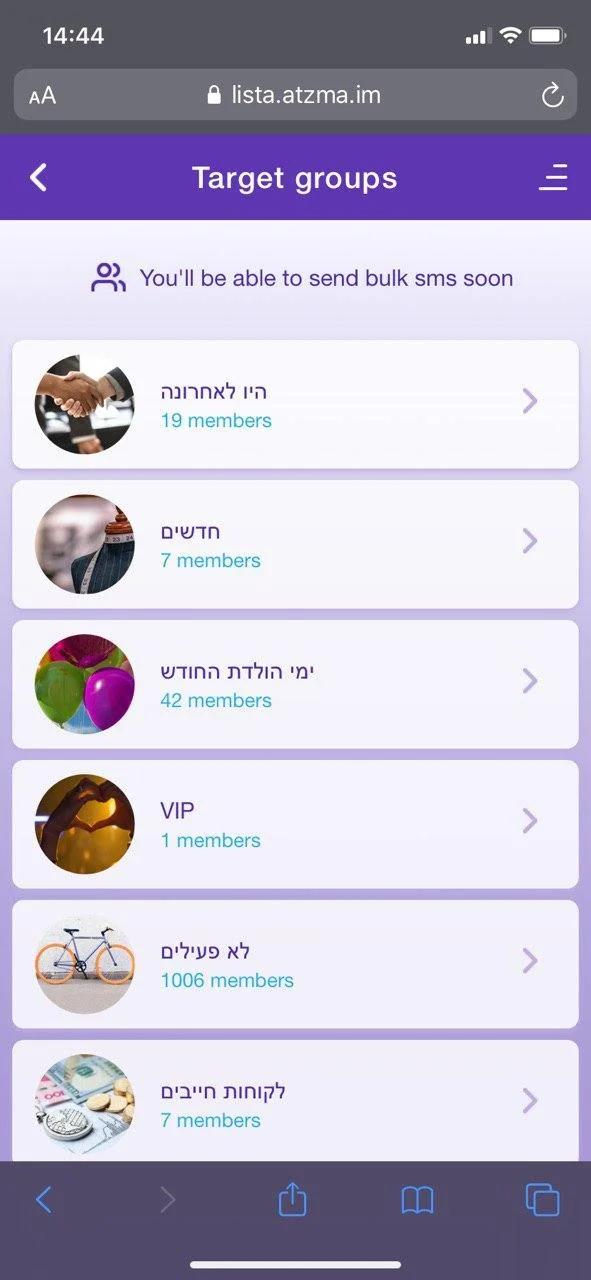 14:44
AA
lista.atzma.im
Target groups
You'll be able to send bulk sms soon
היו לאחרונה
19 members
חדשים
7 members
ימי הולדת החודש
42 members
VIP
1 members
לא פעילים
1006 members
לקוחות חייבים
7 members